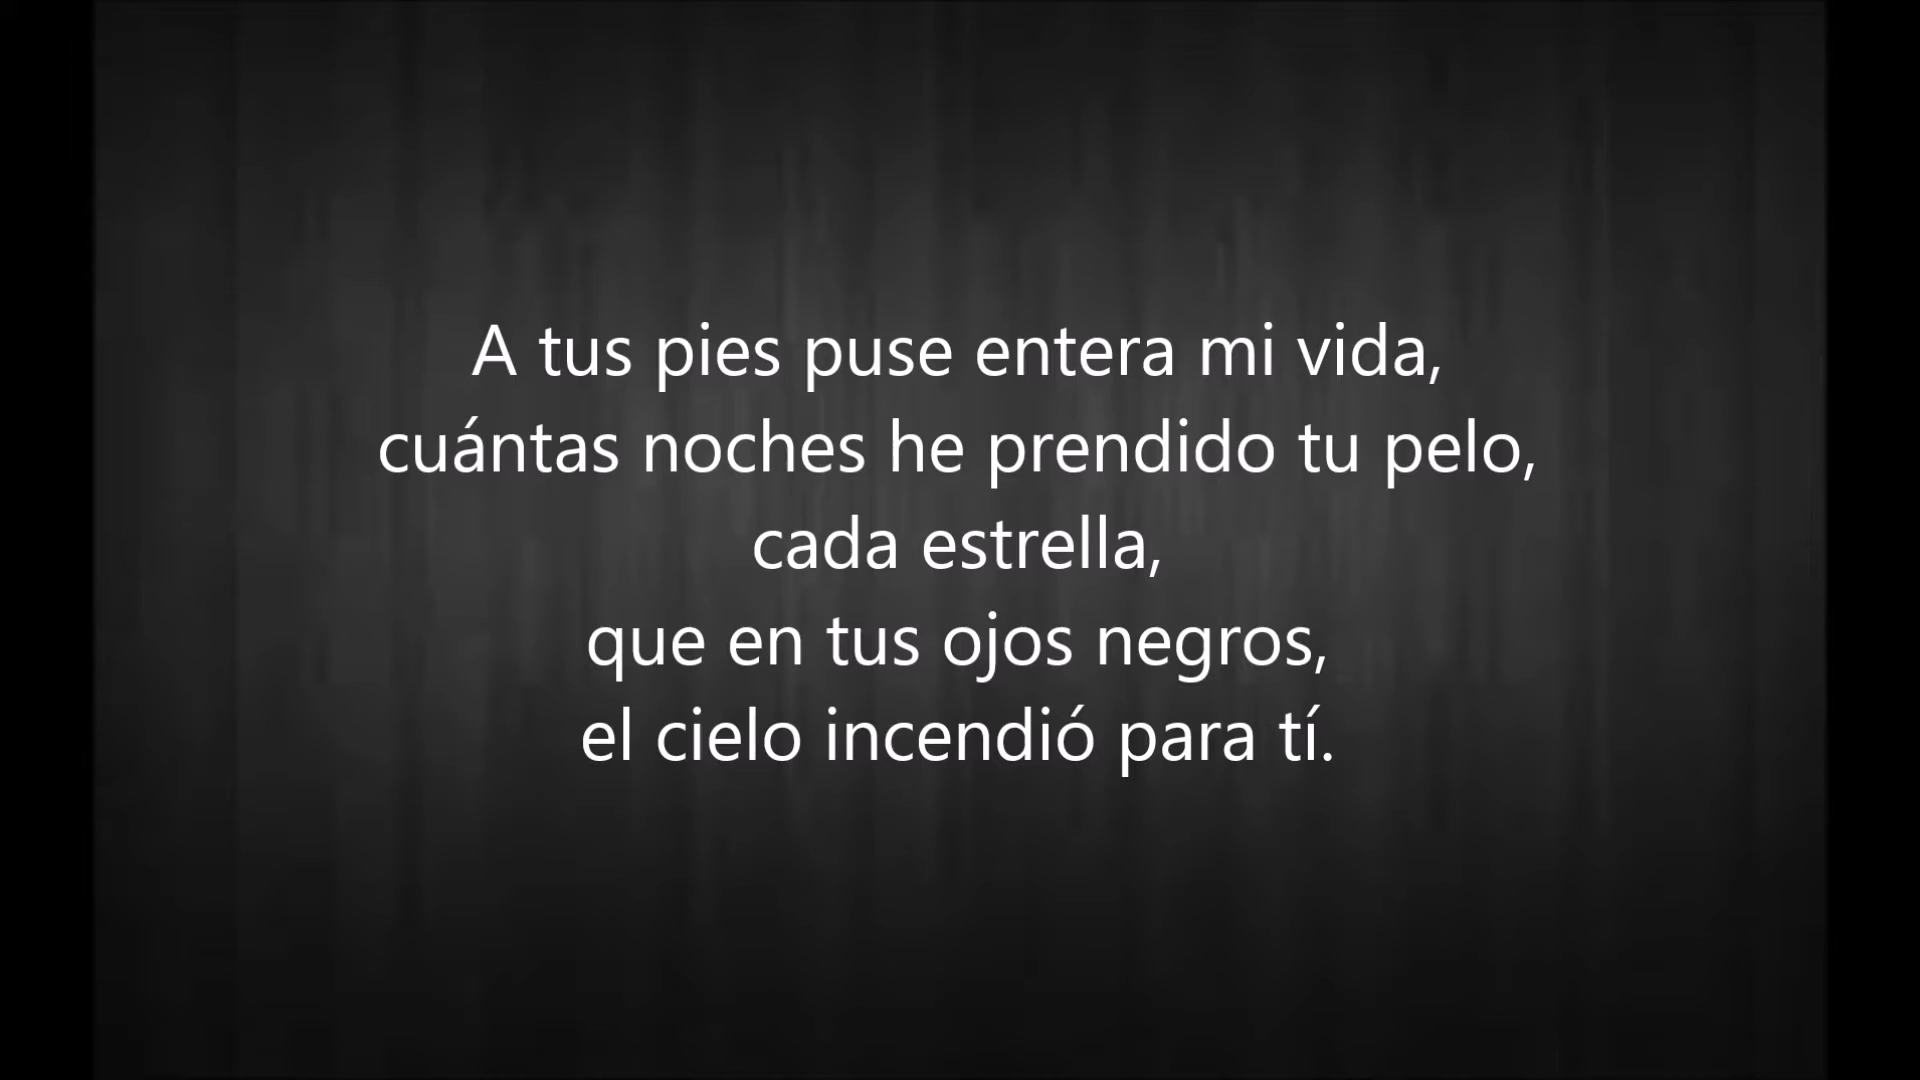 A tus pies puse entera mi vida,
cuántas noches he prendido tu pelo,
cada estrella,
que en tus ojos negros,
el cielo incendió para tí.